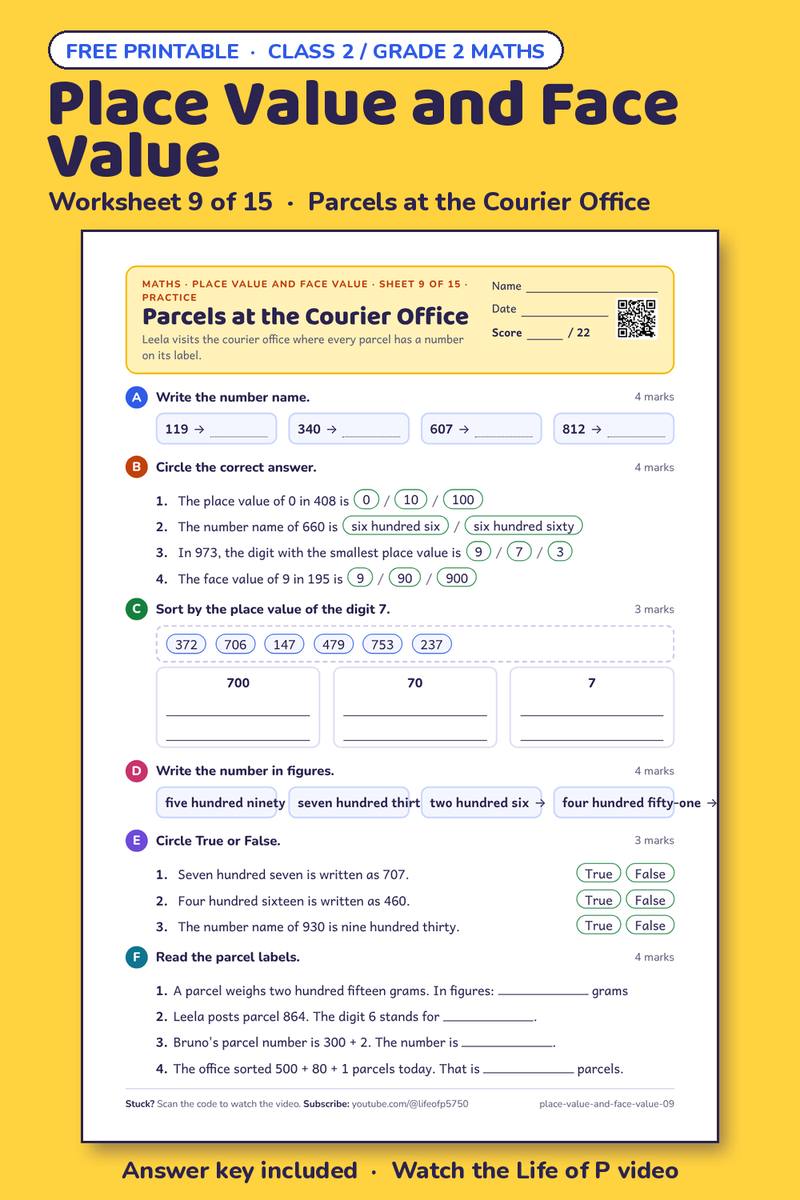 FREE PRINTABLE · CLASS 2 / GRADE 2 MATHS
Place Value and Face
Value
Worksheet 9 of 15 · Parcels at the Courier Office
MATHS · PLACE VALUE AND FACE VALUE · SHEET 9 OF 15 ·
PRACTICE
Parcels at the Courier Office
Leela visits the courier office where every parcel has a number
on its label.
Name
Date
Score / 22
A Write the number name. 4 marks
119 → 340 → 607 → 812 →
B Circle the correct answer. 4 marks
1. The place value of 0 in 408 is 0 / 10 / 100
2. The number name of 660 is six hundred six / six hundred sixty
3. In 973, the digit with the smallest place value is 9 / 7 / 3
4. The face value of 9 in 195 is 9 / 90 / 900
C Sort by the place value of the digit 7. 3 marks
372 706 147 479 753 237
700 70 7
D Write the number in figures. 4 marks
five hundred ninety seven hundred thirt two hundred six → four hundred fifty-one →
E Circle True or False. 3 marks
1. Seven hundred seven is written as 707. True False
2. Four hundred sixteen is written as 460. True False
3. The number name of 930 is nine hundred thirty. True False
F Read the parcel labels. 4 marks
1. A parcel weighs two hundred fifteen grams. In figures: grams
2. Leela posts parcel 864. The digit 6 stands for .
3. Bruno's parcel number is 300 + 2. The number is .
4. The office sorted 500 + 80 + 1 parcels today. That is parcels.
Stuck? Scan the code to watch the video. Subscribe: youtube.com/@lifeofp5750 place-value-and-face-value-09
Answer key included · Watch the Life of P video